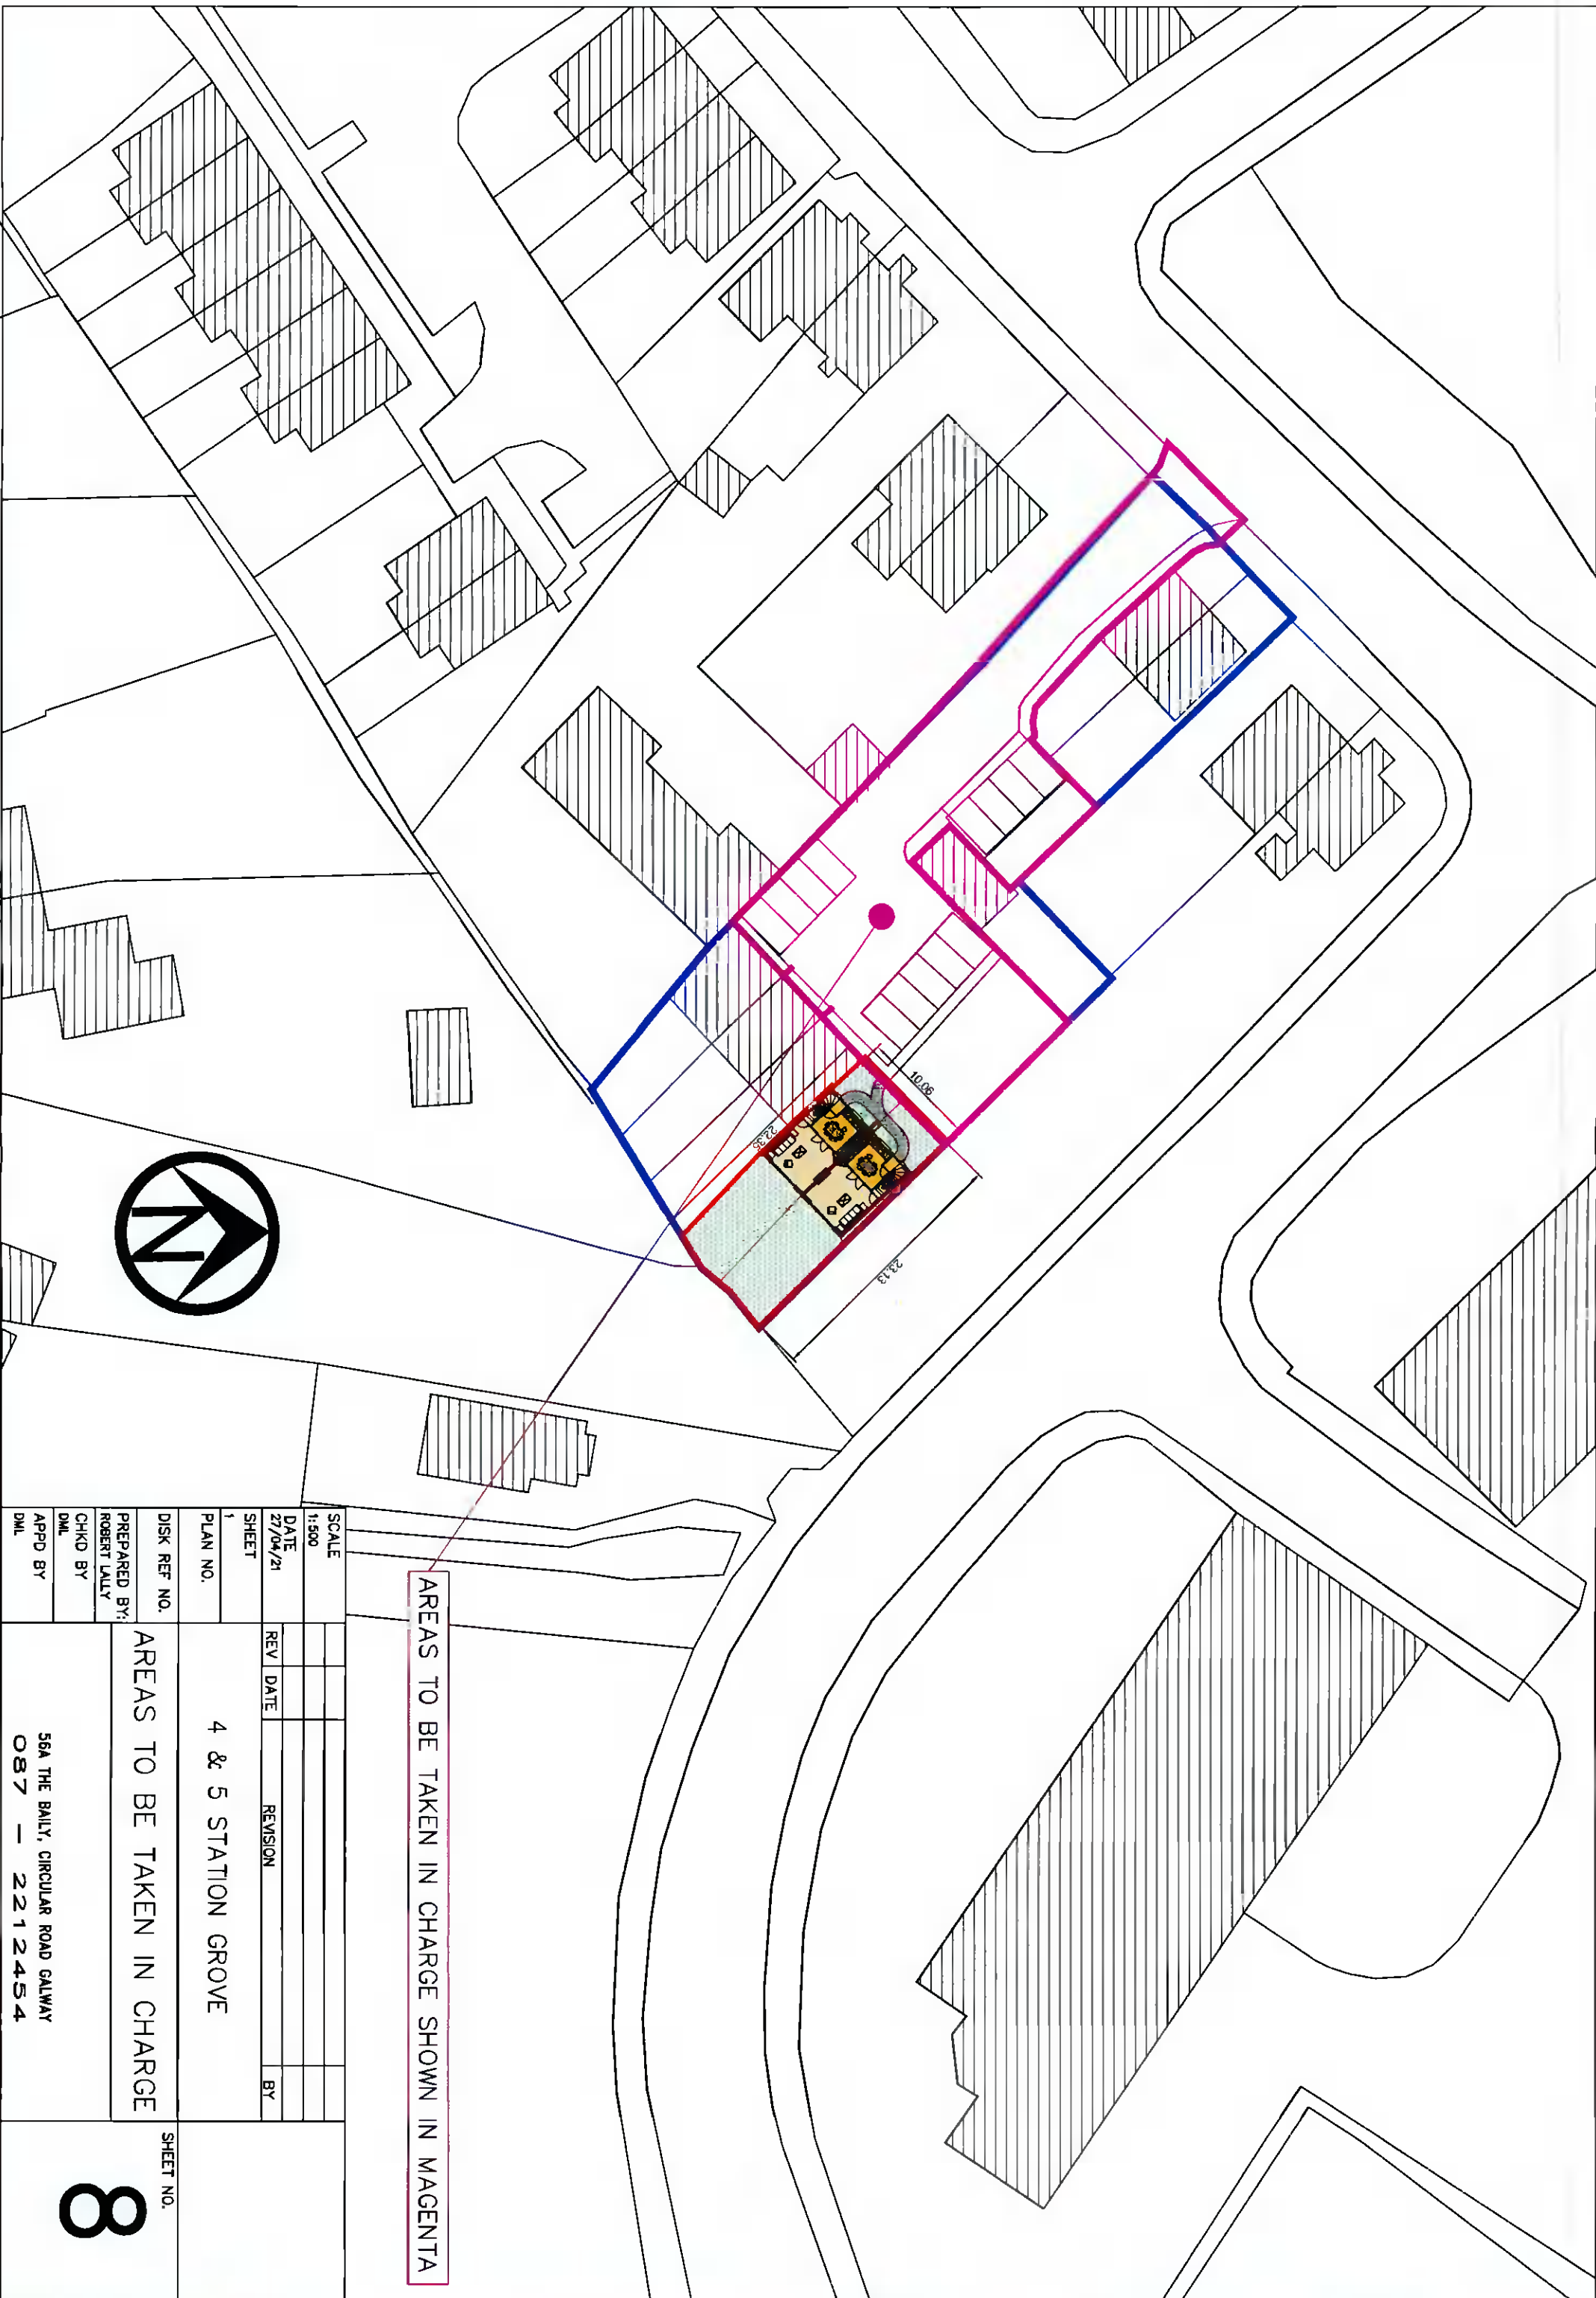 10.06
22.35
23.13
N
AREAS TO BE TAKEN IN CHARGE SHOWN IN MAGENTA
SCALE
1:500
DATE
27/04/21
SHEET
1
PLAN NO.
DISK REF NO.
PREPARED BY:
ROBERT LALLY
CHKD BY
DML
APPD BY
DML
REV DATE REVISION BY
4 & 5 STATION GROVE
AREAS TO BE TAKEN IN CHARGE
56A THE BAILY, CIRCULAR ROAD GALWAY
087 — 2212454
SHEET NO.
8